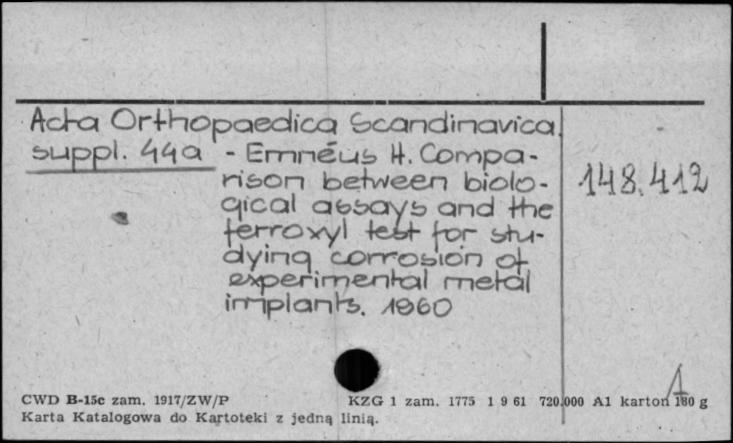 Acta Orthopaedica Scandinavica.
suppl. 44a - Emnéus H. Compa-
rison between biolo-
gical assays and the
ferroxyl test for stu-
dying corrosion of
experimental metal
implants. 1960
148.412
A
CWD B-15c zam. 1917/ZW/P
KZG 1 zam. 1775 1 9 61 720.000 A1 karton 180 g
Karta Katalogowa do Kartoteki z jedną linią.